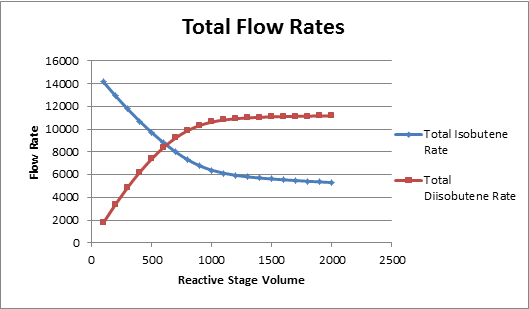 Total Flow Rates
16000
14000
12000
10000
8000
6000
4000
2000
0
Flow Rate
0 500 1000 1500 2000 2500
Reactive Stage Volume
Total Isobutene
Rate
Total
Diisobutene Rate